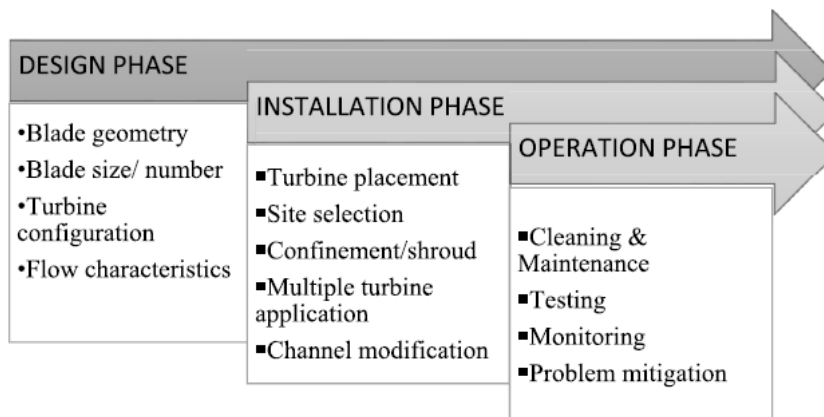 DESIGN PHASE
•Blade geometry
•Blade size/ number
•Turbine
configuration
•Flow characteristics
INSTALLATION PHASE
▪Turbine placement
▪Site selection
▪Confinement/shroud
▪Multiple turbine
application
▪Channel modification
OPERATION PHASE
▪Cleaning &
Maintenance
▪Testing
▪Monitoring
▪Problem mitigation